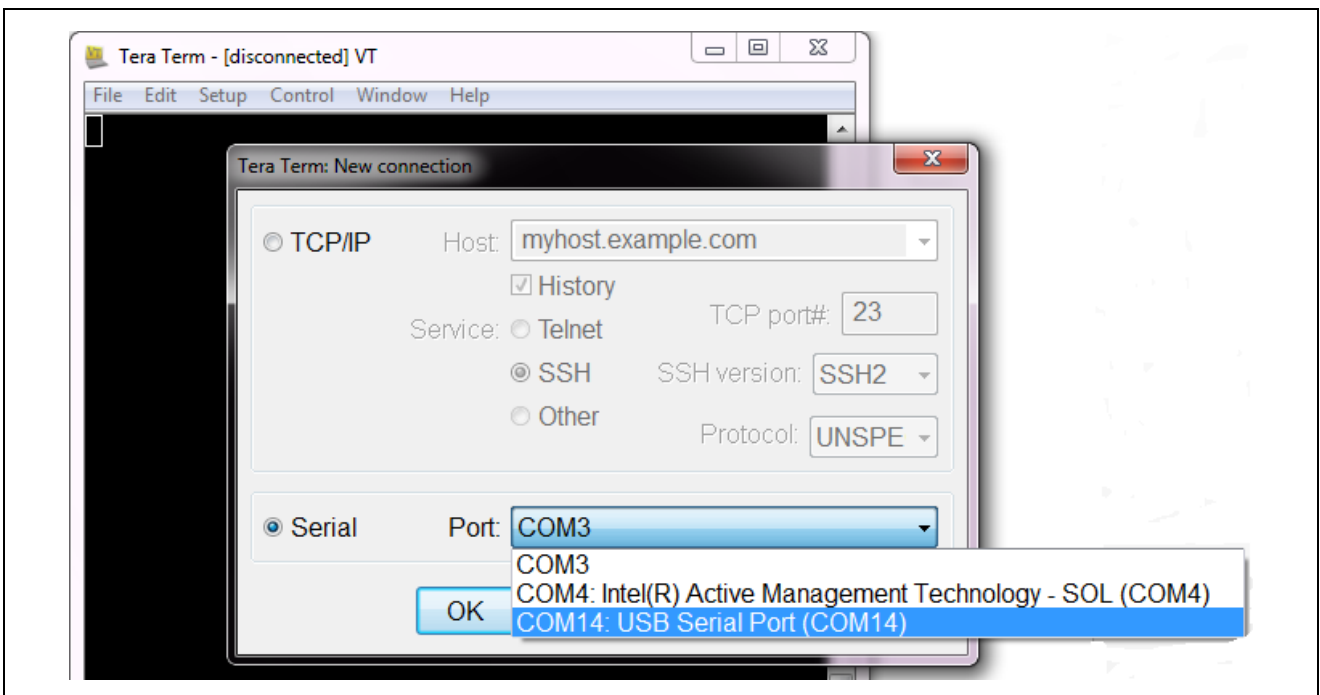 Tera Term - [disconnected] VT
File Edit Setup Control Window Help
Tera Term: New connection
TCP/IP Host: myhost.example.com
History
Service: Telnet TCP port#: 23
SSH SSH version: SSH2
Other Protocol: UNSPE
Serial Port: COM3
COM3
COM4: Intel(R) Active Management Technology - SOL (COM4)
OK COM14: USB Serial Port (COM14)